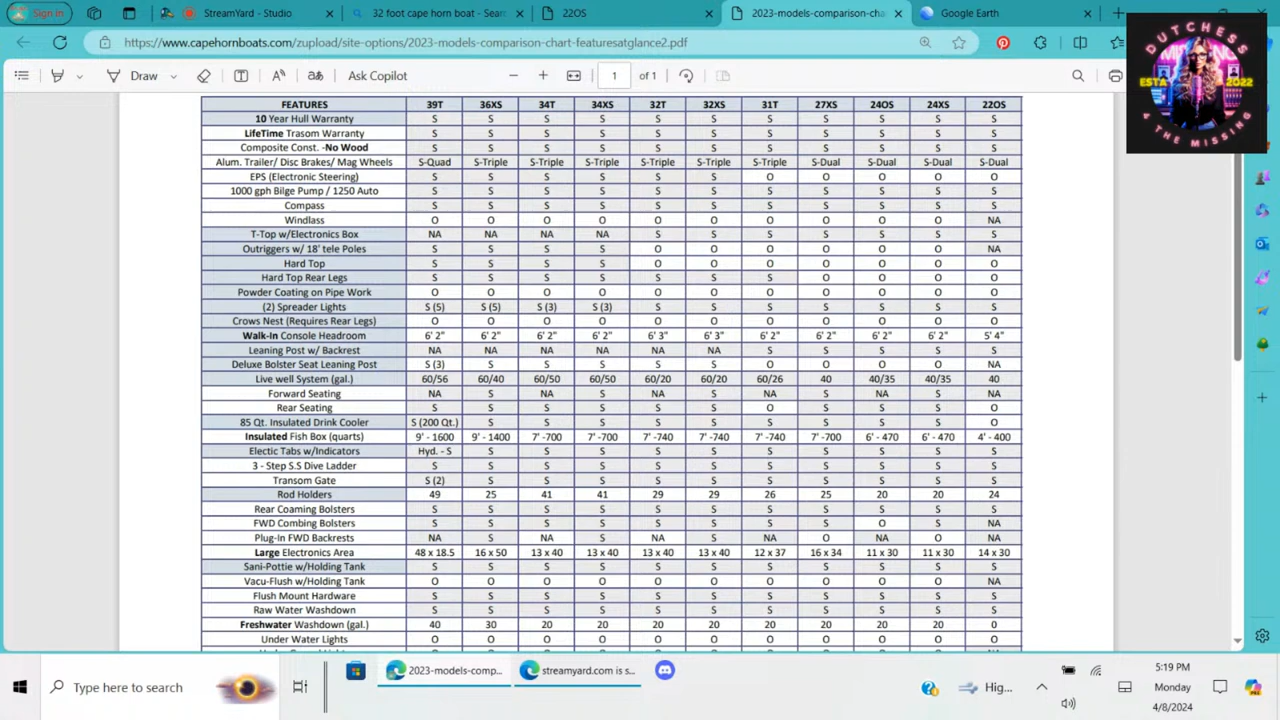 Sign in
StreamYard - Studio
32 foot cape horn boat - Sear
22OS
2023-models-comparison-cha
Google Earth
https://www.capehornboats.com/zupload/site-options/2023-models-comparison-chart-featuresatglance2.pdf
Draw
Ask Copilot
1 of 1
DUTCHESS
ESTA 2022
4 THE MISSING
FEATURES 39T 36XS 34T 34XS 32T 32XS 31T 27XS 24OS 24XS 22OS
10 Year Hull Warranty S S S S S S S S S S S
LifeTime Trasom Warranty S S S S S S S S S S S
Composite Const. -No Wood S S S S S S S S S S S
Alum. Trailer/ Disc Brakes/ Mag Wheels S-Quad S-Triple S-Triple S-Triple S-Triple S-Triple S-Triple S-Dual S-Dual S-Dual S-Dual
EPS (Electronic Steering) S S S S S S O O O O O
1000 gph Bilge Pump / 1250 Auto S S S S S S S S S S S
Compass S S S S S S S S S S S
Windlass O O O O O O O O O O NA
T-Top w/Electronics Box NA NA NA NA S S S S S S S
Outriggers w/ 18' tele Poles S S S S O O O O O O NA
Hard Top S S S S O O O O O O O
Hard Top Rear Legs S S S S S S S O O O O
Powder Coating on Pipe Work O O O O O O O O O O O
(2) Spreader Lights S (5) S (5) S (3) S (3) S S S S S S S
Crows Nest (Requires Rear Legs) O O O O O O O O O O O
Walk-In Console Headroom 6' 2" 6' 2" 6' 2" 6' 2" 6' 3" 6' 3" 6' 2" 6' 2" 6' 2" 6' 2" 5' 4"
Leaning Post w/ Backrest NA NA NA NA NA NA S S S S S
Deluxe Bolster Seat Leaning Post S (3) S S S S S O O O O NA
Live well System (gal.) 60/56 60/40 60/50 60/50 60/20 60/20 60/26 40 40/35 40/35 40
Forward Seating NA S NA S NA S NA S NA S NA
Rear Seating S S S S S S O S S S O
85 Qt. Insulated Drink Cooler S (200 Qt.) S S S S S S S S S O
Insulated Fish Box (quarts) 9' - 1600 9' - 1400 7' -700 7' -700 7' -740 7' -740 7' -740 7' -700 6' - 470 6' - 470 4' - 400
Electic Tabs w/Indicators Hyd. - S S S S S S S S S S S
3 - Step S.S Dive Ladder S S S S S S S S S S S
Transom Gate S (2) S S S S S S S S S S
Rod Holders 49 25 41 41 29 29 26 25 20 20 24
Rear Coaming Bolsters S S S S S S S S S S S
FWD Combing Bolsters S S S S S S S S O S NA
Plug-In FWD Backrests NA S NA S NA S NA O NA O NA
Large Electronics Area 48 x 18.5 16 x 50 13 x 40 13 x 40 13 x 40 13 x 40 12 x 37 16 x 34 11 x 30 11 x 30 14 x 30
Sani-Pottie w/Holding Tank S S S S S S S S S S S
Vacu-Flush w/Holding Tank O O O O O O O O O O NA
Flush Mount Hardware S S S S S S S S S S S
Raw Water Washdown S S S S S S S S S S S
Freshwater Washdown (gal.) 40 30 20 20 20 20 20 20 20 20 0
Under Water Lights O O O O O O O O O O O
Type here to search
2023-models-comp...
streamyard.com is s...
Hig...
5:19 PM
Monday
4/8/2024